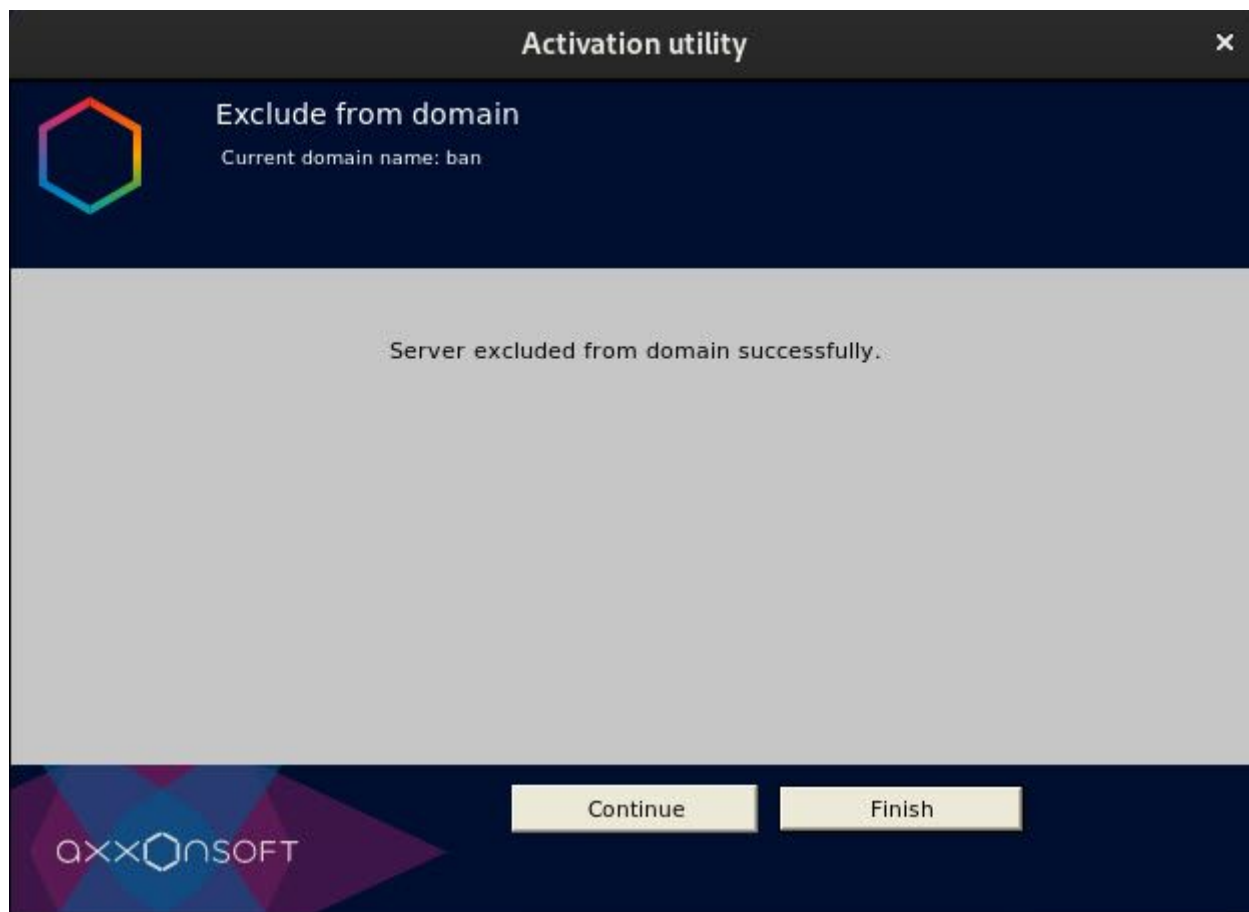 Activation utility
Exclude from domain
Current domain name: ban
Server excluded from domain successfully.
Continue
Finish
axxonsoft